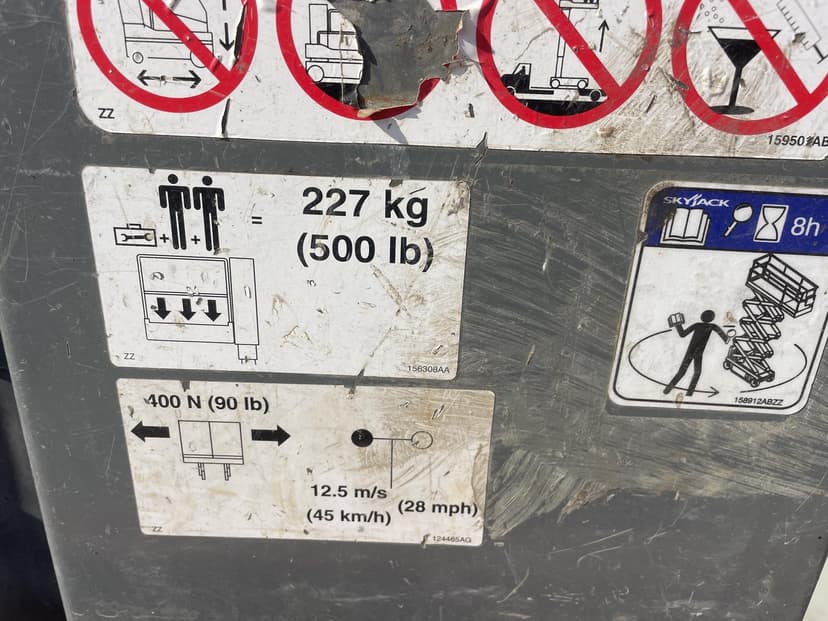 ZZ
159501AB
227 kg
(500 lb)
+ + =
ZZ
156308AA
SKYJACK
8h
158912ABZZ
400 N (90 lb)
12.5 m/s
(45 km/h)
(28 mph)
ZZ
124465AG